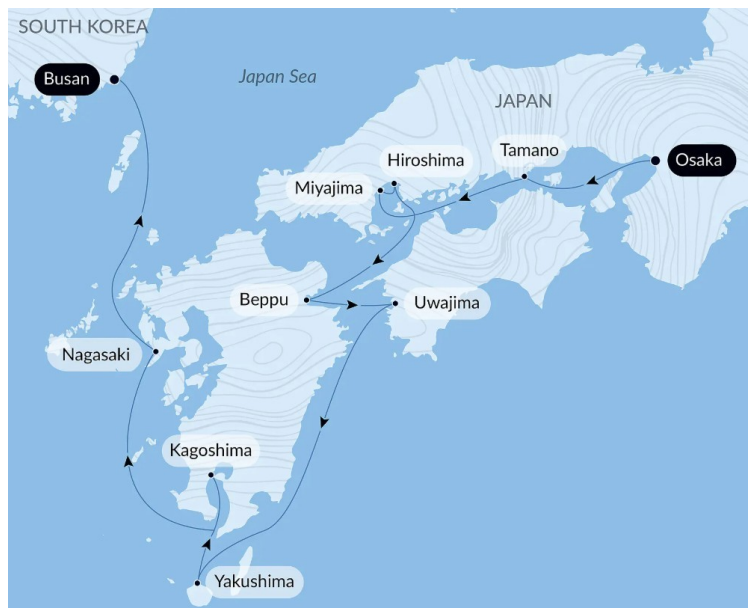 SOUTH KOREA
Busan
Japan Sea
JAPAN
Tamano
Hiroshima
Osaka
Miyajima
Beppu
Uwajima
Nagasaki
Kagoshima
Yakushima